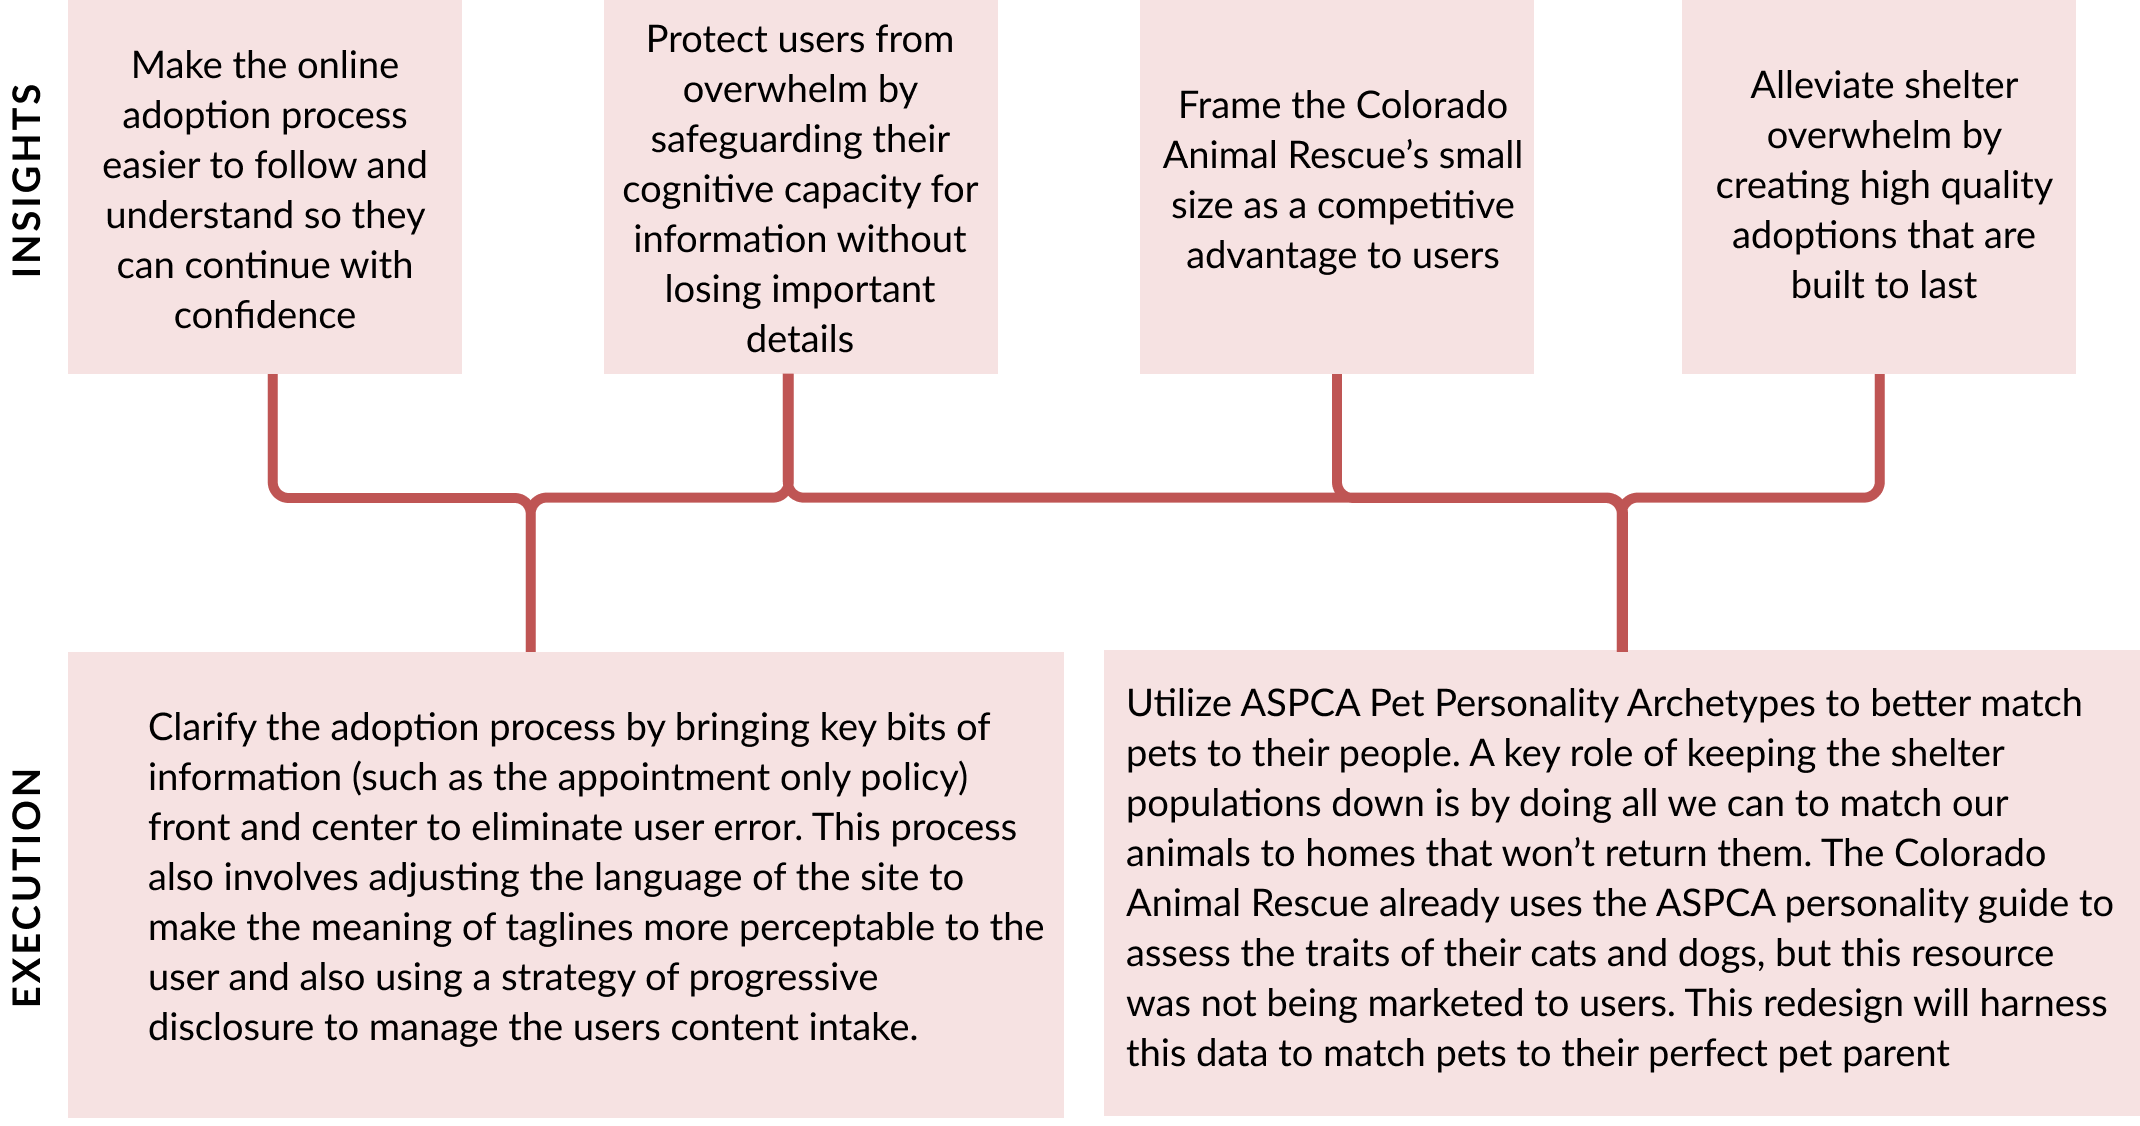 INSIGHTS
Make the online
adoption process
easier to follow and
understand so they
can continue with
confidence
Protect users from
overwhelm by
safeguarding their
cognitive capacity for
information without
losing important
details
Frame the Colorado
Animal Rescue’s small
size as a competitive
advantage to users
Alleviate shelter
overwhelm by
creating high quality
adoptions that are
built to last
EXECUTION
Clarify the adoption process by bringing key bits of
information (such as the appointment only policy)
front and center to eliminate user error. This process
also involves adjusting the language of the site to
make the meaning of taglines more perceptable to the
user and also using a strategy of progressive
disclosure to manage the users content intake.
Utilize ASPCA Pet Personality Archetypes to better match
pets to their people. A key role of keeping the shelter
populations down is by doing all we can to match our
animals to homes that won’t return them. The Colorado
Animal Rescue already uses the ASPCA personality guide to
assess the traits of their cats and dogs, but this resource
was not being marketed to users. This redesign will harness
this data to match pets to their perfect pet parent